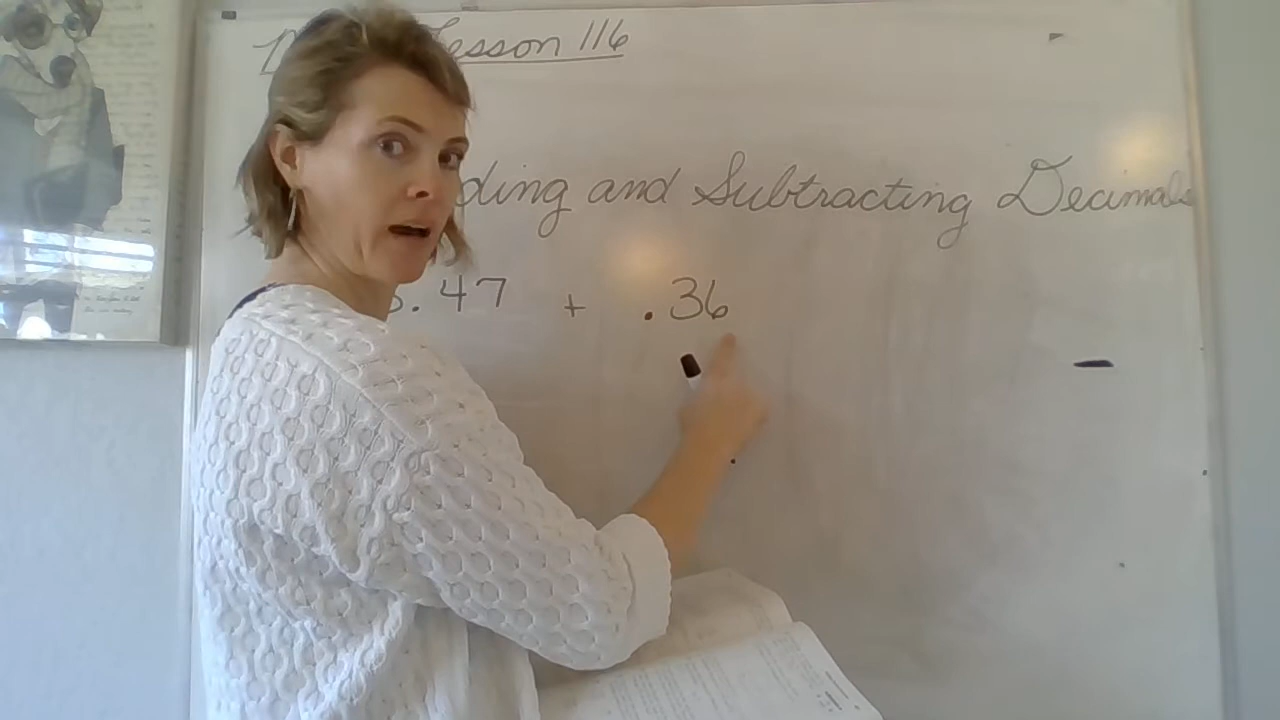 Lesson 116
ding and Subtracting Decimals
.47 + .36